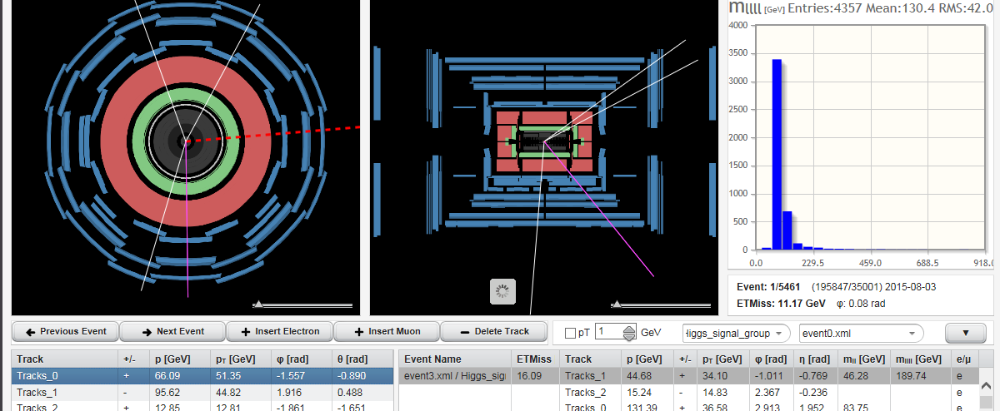 m_llll [GeV] Entries:4357 Mean:130.4 RMS:42.0
4000
3500
3000
2500
2000
1500
1000
500
0
0.0 229.5 459.0 688.5 918.0
Event: 1/5461 (195847/35001) 2015-08-03
ETMiss: 11.17 GeV φ: 0.08 rad
Previous Event Next Event Insert Electron Insert Muon Delete Track
pT 1 GeV Higgs_signal_group event0.xml
Track +/- p [GeV] pT [GeV] φ [rad] θ [rad]
Tracks_0 + 66.09 51.35 -1.557 -0.890
Tracks_1 - 95.62 44.82 1.916 0.488
Tracks_2 + 12.85 12.81 -1.861 -1.651
Event Name ETMiss Track p [GeV] +/- pT [GeV] φ [rad] η [rad] mll [GeV] mllll [GeV] e/μ
event3.xml / Higgs_sig 16.09 Tracks_1 44.68 + 34.10 -1.011 -0.769 46.28 189.74 e
Tracks_2 15.24 - 14.83 2.367 -0.236 e
Tracks_0 131.39 + 36.58 2.913 1.952 83.75 e